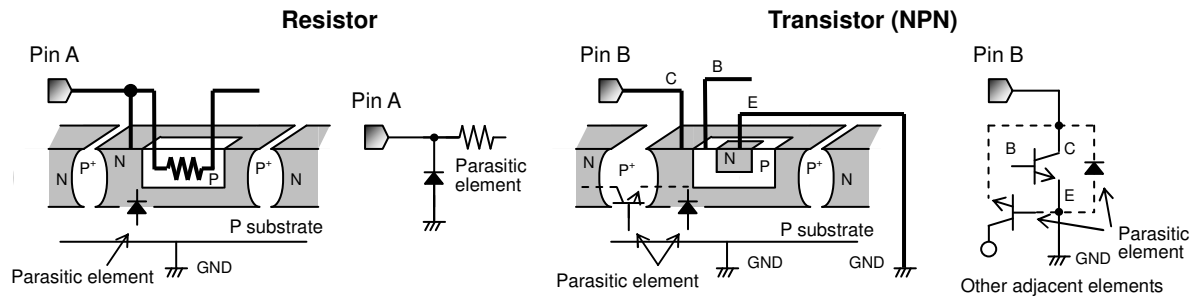 Resistor
Transistor (NPN)
Pin A
Pin A
N
P+
N
P
P+
N
Parasitic
element
P substrate
GND
Parasitic element
Pin B
C
B
E
N
P+
N
P
P substrate
GND
GND
Parasitic element
Pin B
B
C
E
GND
Parasitic
element
Other adjacent elements